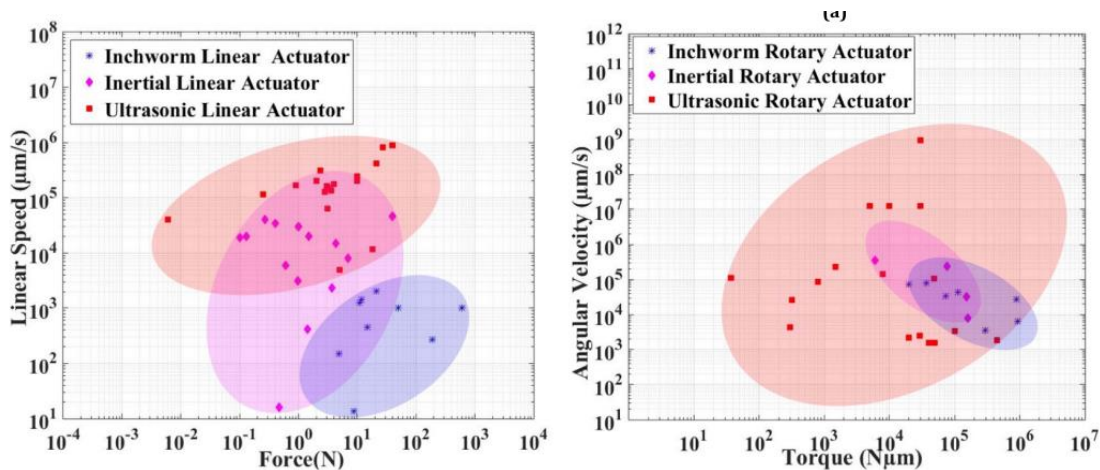 (a)
10^8
10^7
10^6
10^5
10^4
10^3
10^2
10^1
Linear Speed (µm/s)
Inchworm Linear Actuator
Inertial Linear Actuator
Ultrasonic Linear Actuator
10^-4 10^-3 10^-2 10^-1 10^0 10^1 10^2 10^3 10^4
Force(N)
10^12
10^11
10^10
10^9
10^8
10^7
10^6
10^5
10^4
10^3
10^2
10^1
Angular Velocity (µm/s)
Inchworm Rotary Actuator
Inertial Rotary Actuator
Ultrasonic Rotary Actuator
10^1 10^2 10^3 10^4 10^5 10^6 10^7
Torque (Nµm)